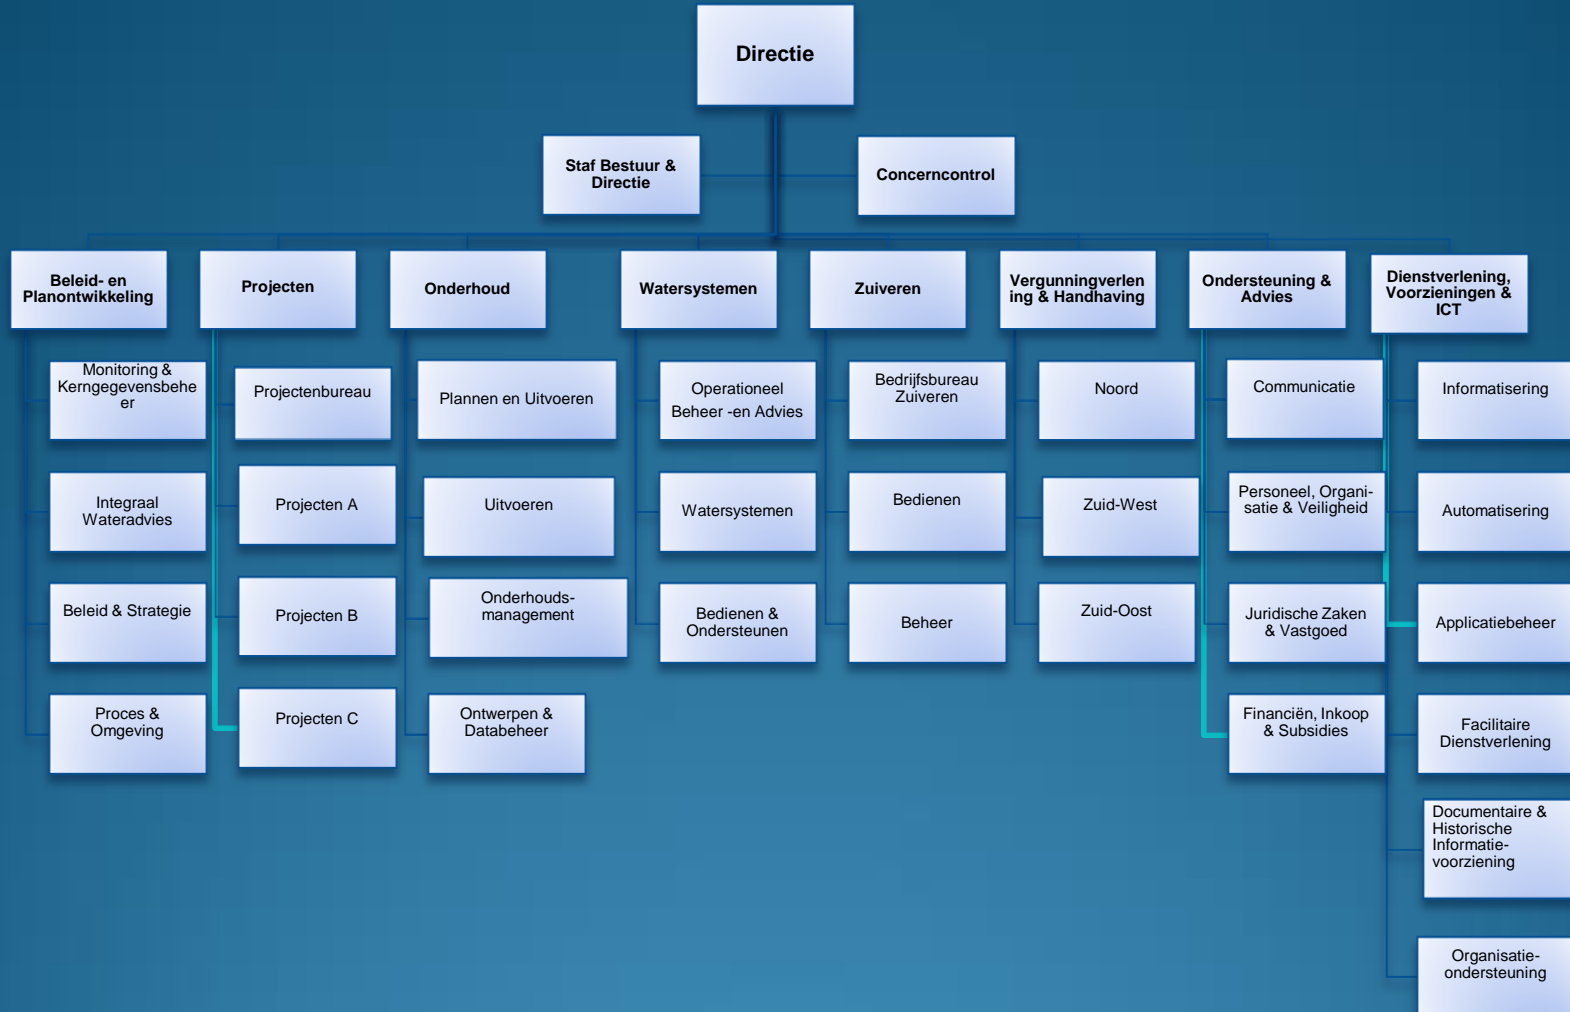 Directie
Staf Bestuur &
Directie
Concerncontrol
Beleid- en
Planontwikkeling
Projecten
Onderhoud
Watersystemen
Zuiveren
Vergunningverlen
ing & Handhaving
Ondersteuning &
Advies
Dienstverlening,
Voorzieningen &
ICT
Monitoring &
Kerngegevensbehe
er
Integraal
Wateradvies
Beleid & Strategie
Proces &
Omgeving
Projectenbureau
Projecten A
Projecten B
Projecten C
Plannen en Uitvoeren
Uitvoeren
Onderhouds-
management
Ontwerpen &
Databeheer
Operationeel
Beheer -en Advies
Watersystemen
Bedienen &
Ondersteunen
Bedrijfsbureau
Zuiveren
Bedienen
Beheer
Noord
Zuid-West
Zuid-Oost
Communicatie
Personeel, Organi-
satie & Veiligheid
Juridische Zaken
& Vastgoed
Financiën, Inkoop
& Subsidies
Informatisering
Automatisering
Applicatiebeheer
Facilitaire
Dienstverlening
Documentaire &
Historische
Informatie-
voorziening
Organisatie-
ondersteuning